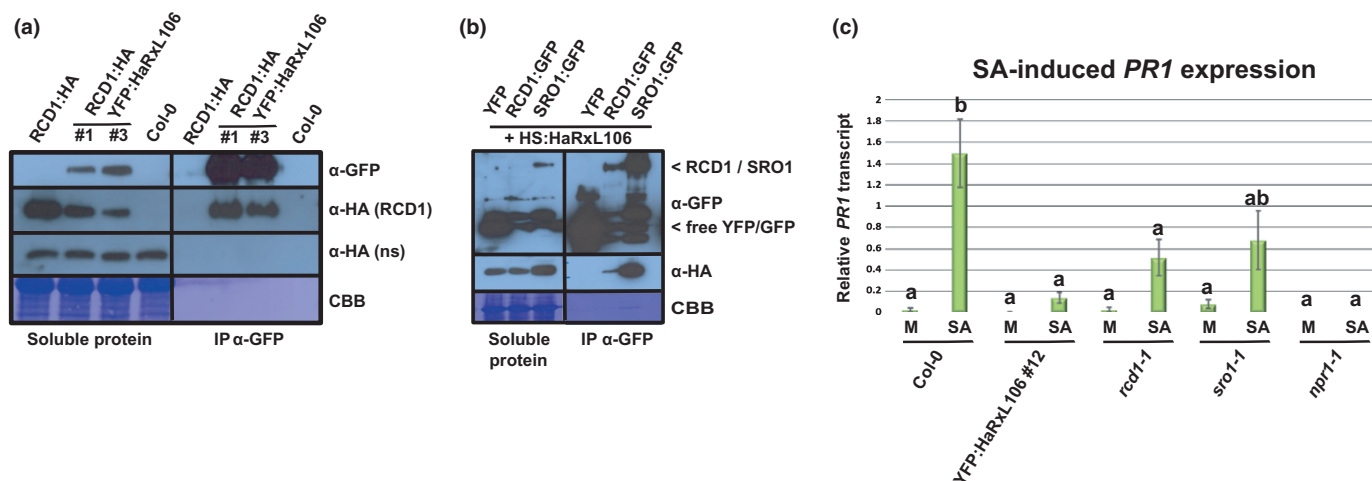 (a)
RCD1:HA
RCD1:HA
YFP:HaRxL106
Col-0
RCD1:HA
RCD1:HA
YFP:HaRxL106
Col-0
#1 #3
#1 #3
α-GFP
α-HA (RCD1)
α-HA (ns)
CBB
Soluble protein
IP α-GFP
(b)
YFP
RCD1:GFP
SRO1:GFP
YFP
RCD1:GFP
SRO1:GFP
+ HS:HaRxL106
< RCD1 / SRO1
α-GFP
< free YFP/GFP
α-HA
CBB
Soluble protein
IP α-GFP
(c)
SA-induced PR1 expression
Relative PR1 transcript
2
1.8
1.6
1.4
1.2
1
0.8
0.6
0.4
0.2
0
a b a a a a a ab a a
M SA M SA M SA M SA M SA
Col-0
YFP:HaRxL106 #12
rcd1-1
sro1-1
npr1-1